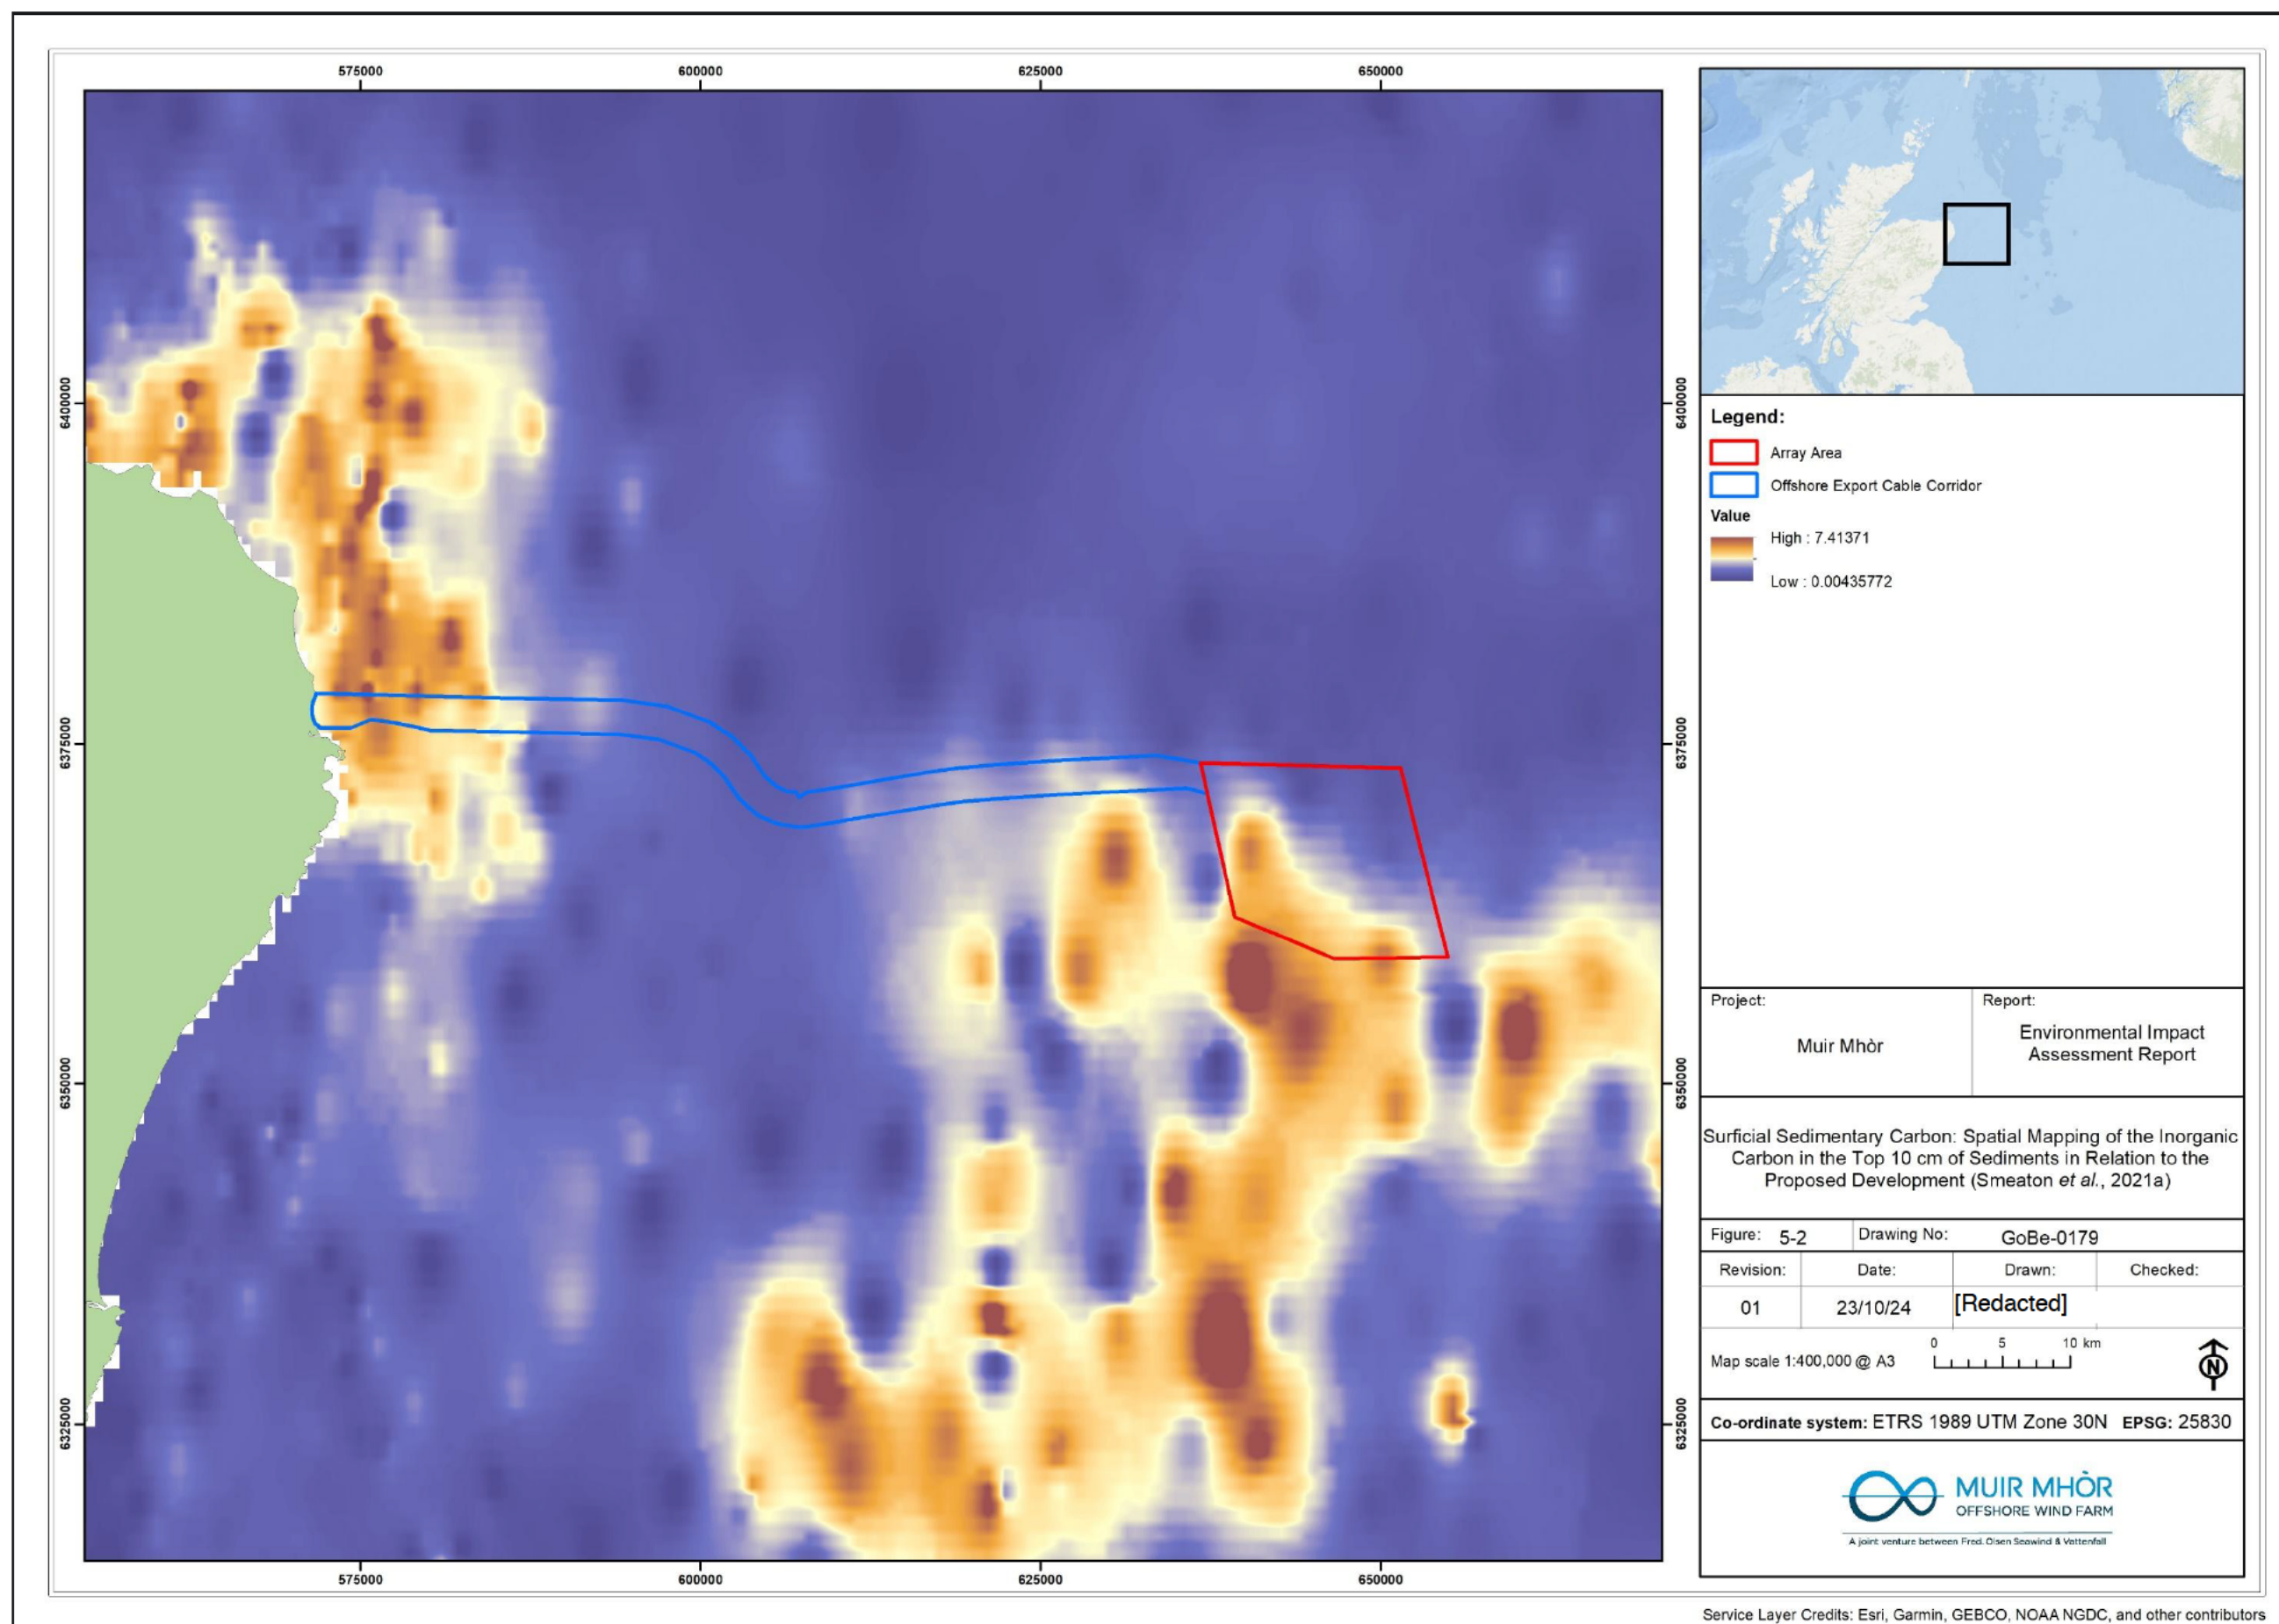 575000 600000 625000 650000
6400000 6400000
6375000 6375000
6350000 6350000
6325000 6325000
575000 600000 625000 650000
Legend:
Array Area
Offshore Export Cable Corridor
Value
High : 7.41371
Low : 0.00435772
Project: Report:
Muir Mhòr
Environmental Impact
Assessment Report
Surficial Sedimentary Carbon: Spatial Mapping of the Inorganic
Carbon in the Top 10 cm of Sediments in Relation to the
Proposed Development (Smeaton et al., 2021a)
Figure: 5-2 Drawing No: GoBe-0179
Revision: Date: Drawn: Checked:
01 23/10/24 [Redacted]
0 5 10 km
Map scale 1:400,000 @ A3
N
Co-ordinate system: ETRS 1989 UTM Zone 30N EPSG: 25830
MUIR MHÒR
OFFSHORE WIND FARM
A joint venture between Fred. Olsen Seawind & Vattenfall
Service Layer Credits: Esri, Garmin, GEBCO, NOAA NGDC, and other contributors